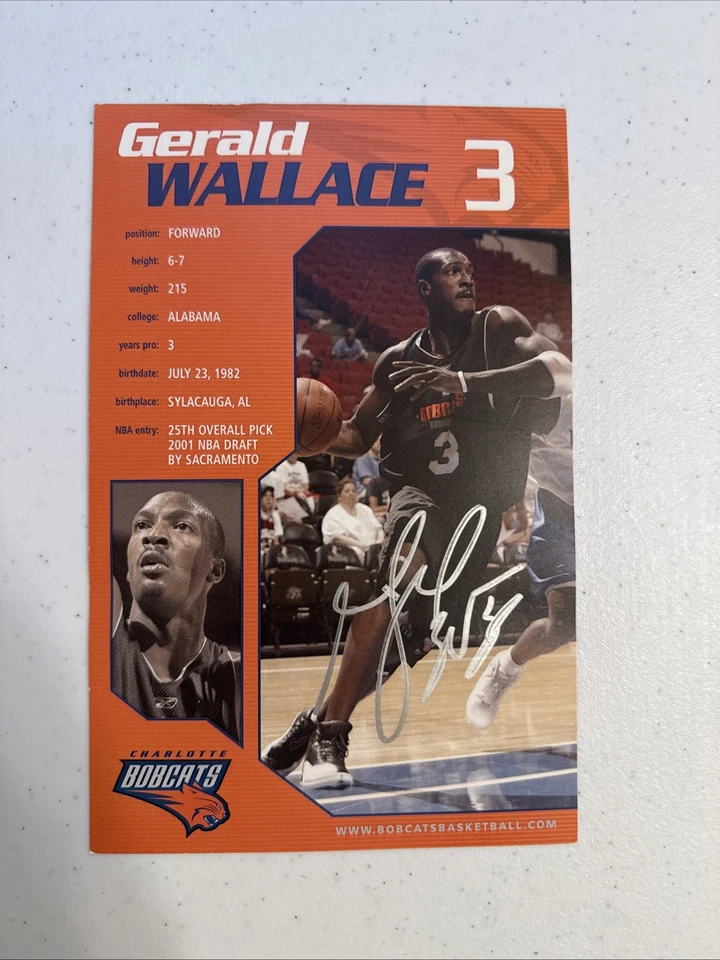 Gerald
WALLACE
3
position: FORWARD
height: 6-7
weight: 215
college: ALABAMA
years pro: 3
birthdate: JULY 23, 1982
birthplace: SYLACAUGA, AL
NBA entry: 25TH OVERALL PICK
2001 NBA DRAFT
BY SACRAMENTO
3
CHARLOTTE
BOBCATS
WWW.BOBCATSBASKETBALL.COM